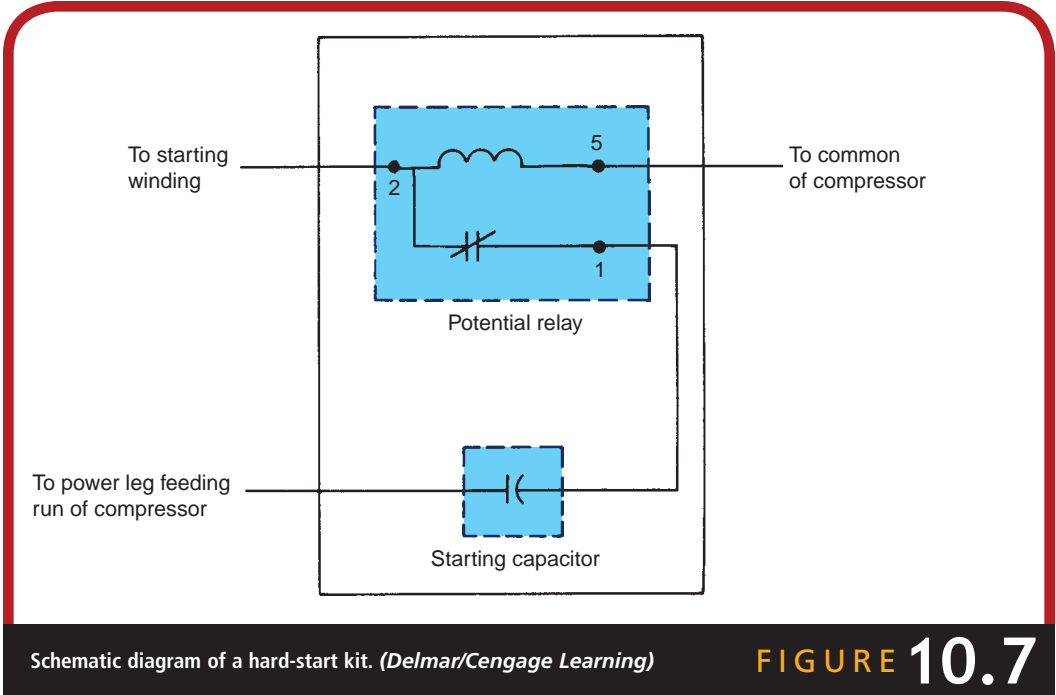 To starting
winding
2
5
To common
of compressor
1
Potential relay
To power leg feeding
run of compressor
Starting capacitor
Schematic diagram of a hard-start kit. (Delmar/Cengage Learning)
FIGURE 10.7